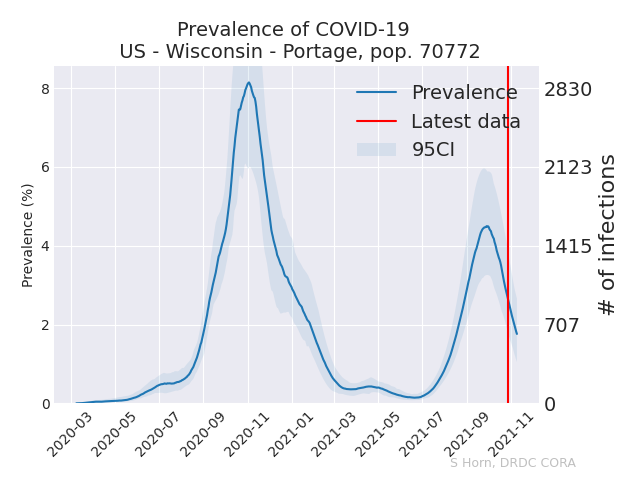 Prevalence of COVID-19
US - Wisconsin - Portage, pop. 70772
Prevalence
Latest data
95CI
Prevalence (%)
8
6
4
2
0
2830
2123
1415
707
0
# of infections
2020-03
2020-05
2020-07
2020-09
2020-11
2021-01
2021-03
2021-05
2021-07
2021-09
2021-11
S Horn, DRDC CORA